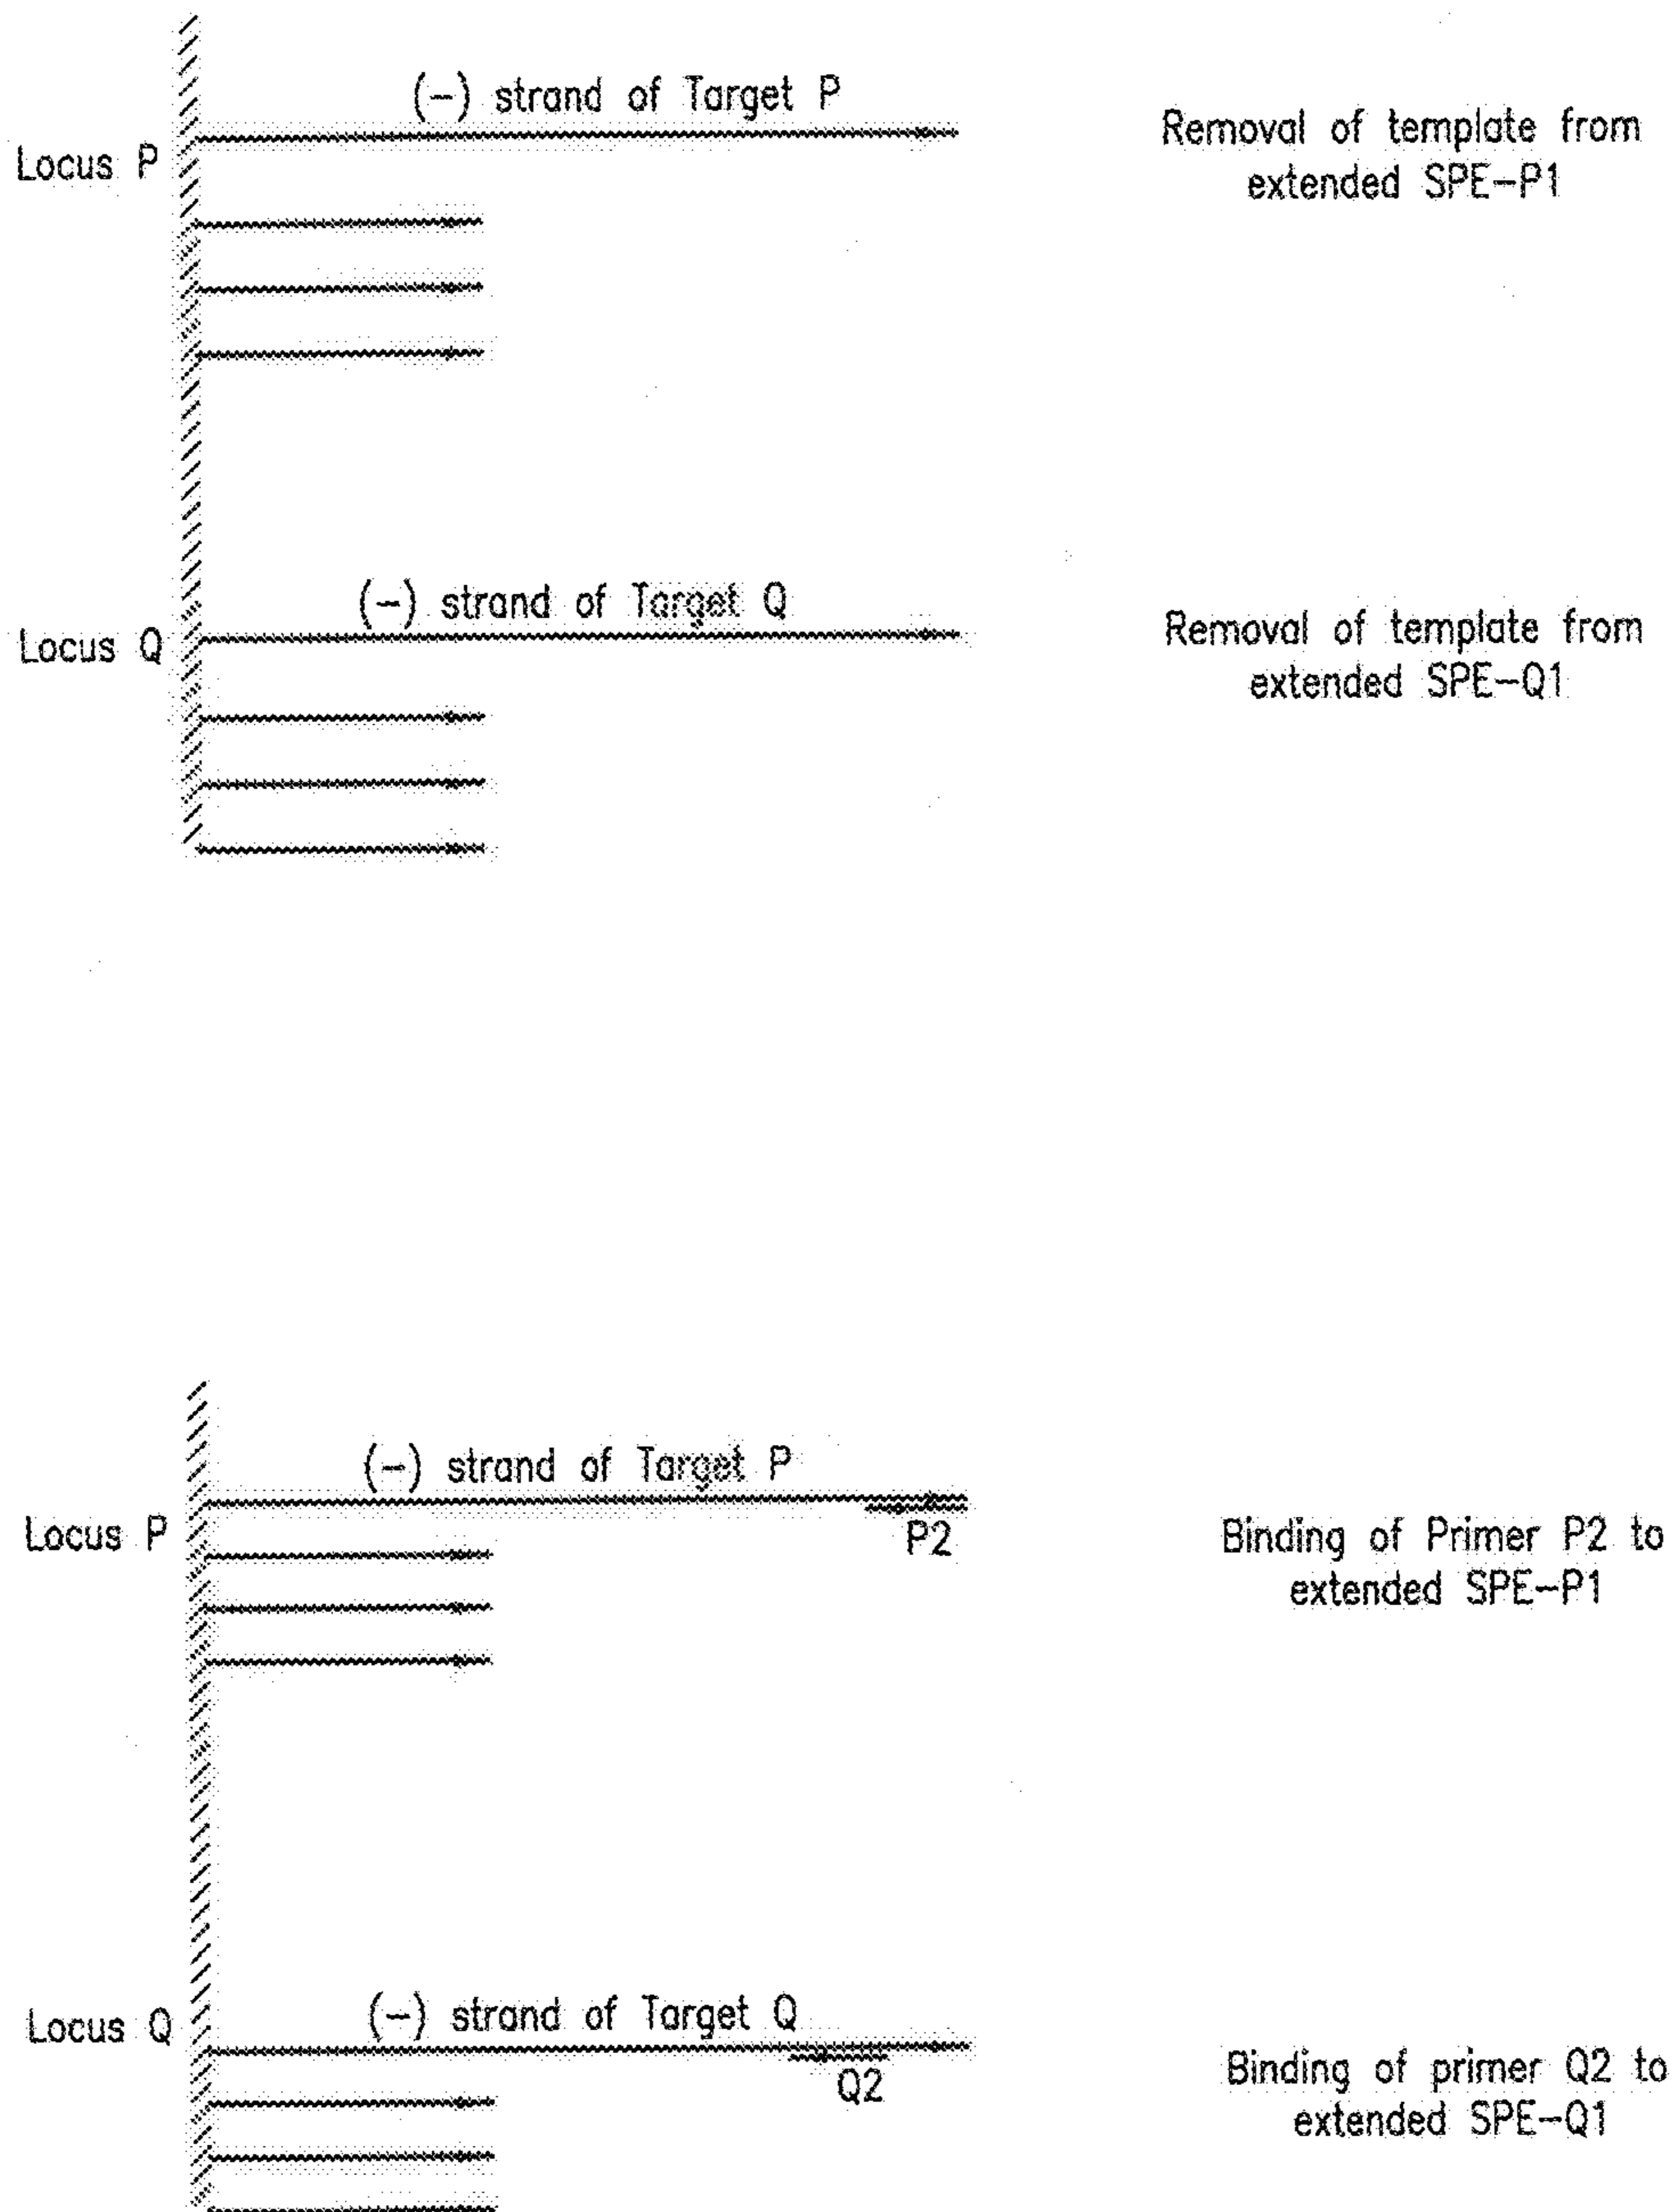 (-) strand of Target P
Removal of template from
extended SPE-P1
Locus P
(-) strand of Target Q
Removal of template from
extended SPE-Q1
Locus Q
(-) strand of Target P
Locus P
P2
Binding of Primer P2 to
extended SPE-P1
(-) strand of Target Q
Locus Q
Q2
Binding of primer Q2 to
extended SPE-Q1